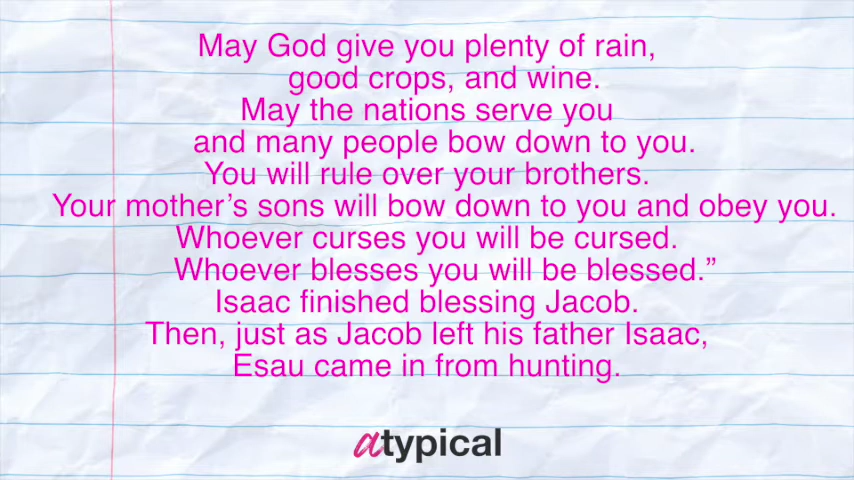 May God give you plenty of rain,
good crops, and wine.
May the nations serve you
and many people bow down to you.
You will rule over your brothers.
Your mother’s sons will bow down to you and obey you.
Whoever curses you will be cursed.
Whoever blesses you will be blessed.”
Isaac finished blessing Jacob.
Then, just as Jacob left his father Isaac,
Esau came in from hunting.
atypical